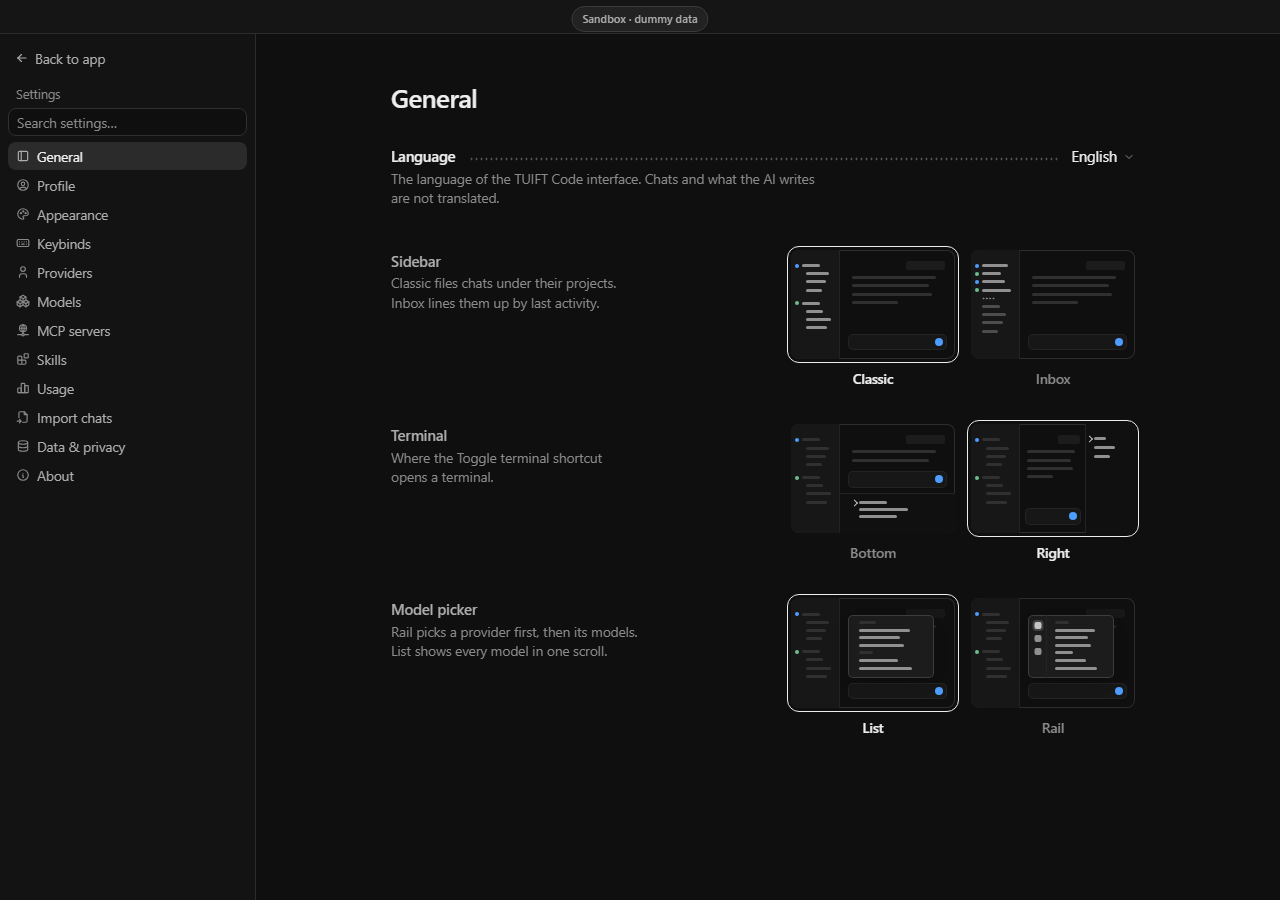 Sandbox · dummy data
Back to app
Settings
Search settings...
General
Profile
Appearance
Keybinds
Providers
Models
MCP servers
Skills
Usage
Import chats
Data & privacy
About
General
Language
English
The language of the TUIFT Code interface. Chats and what the AI writes
are not translated.
Sidebar
Classic files chats under their projects.
Inbox lines them up by last activity.
Classic
Inbox
Terminal
Where the Toggle terminal shortcut
opens a terminal.
Bottom
Right
Model picker
Rail picks a provider first, then its models.
List shows every model in one scroll.
List
Rail